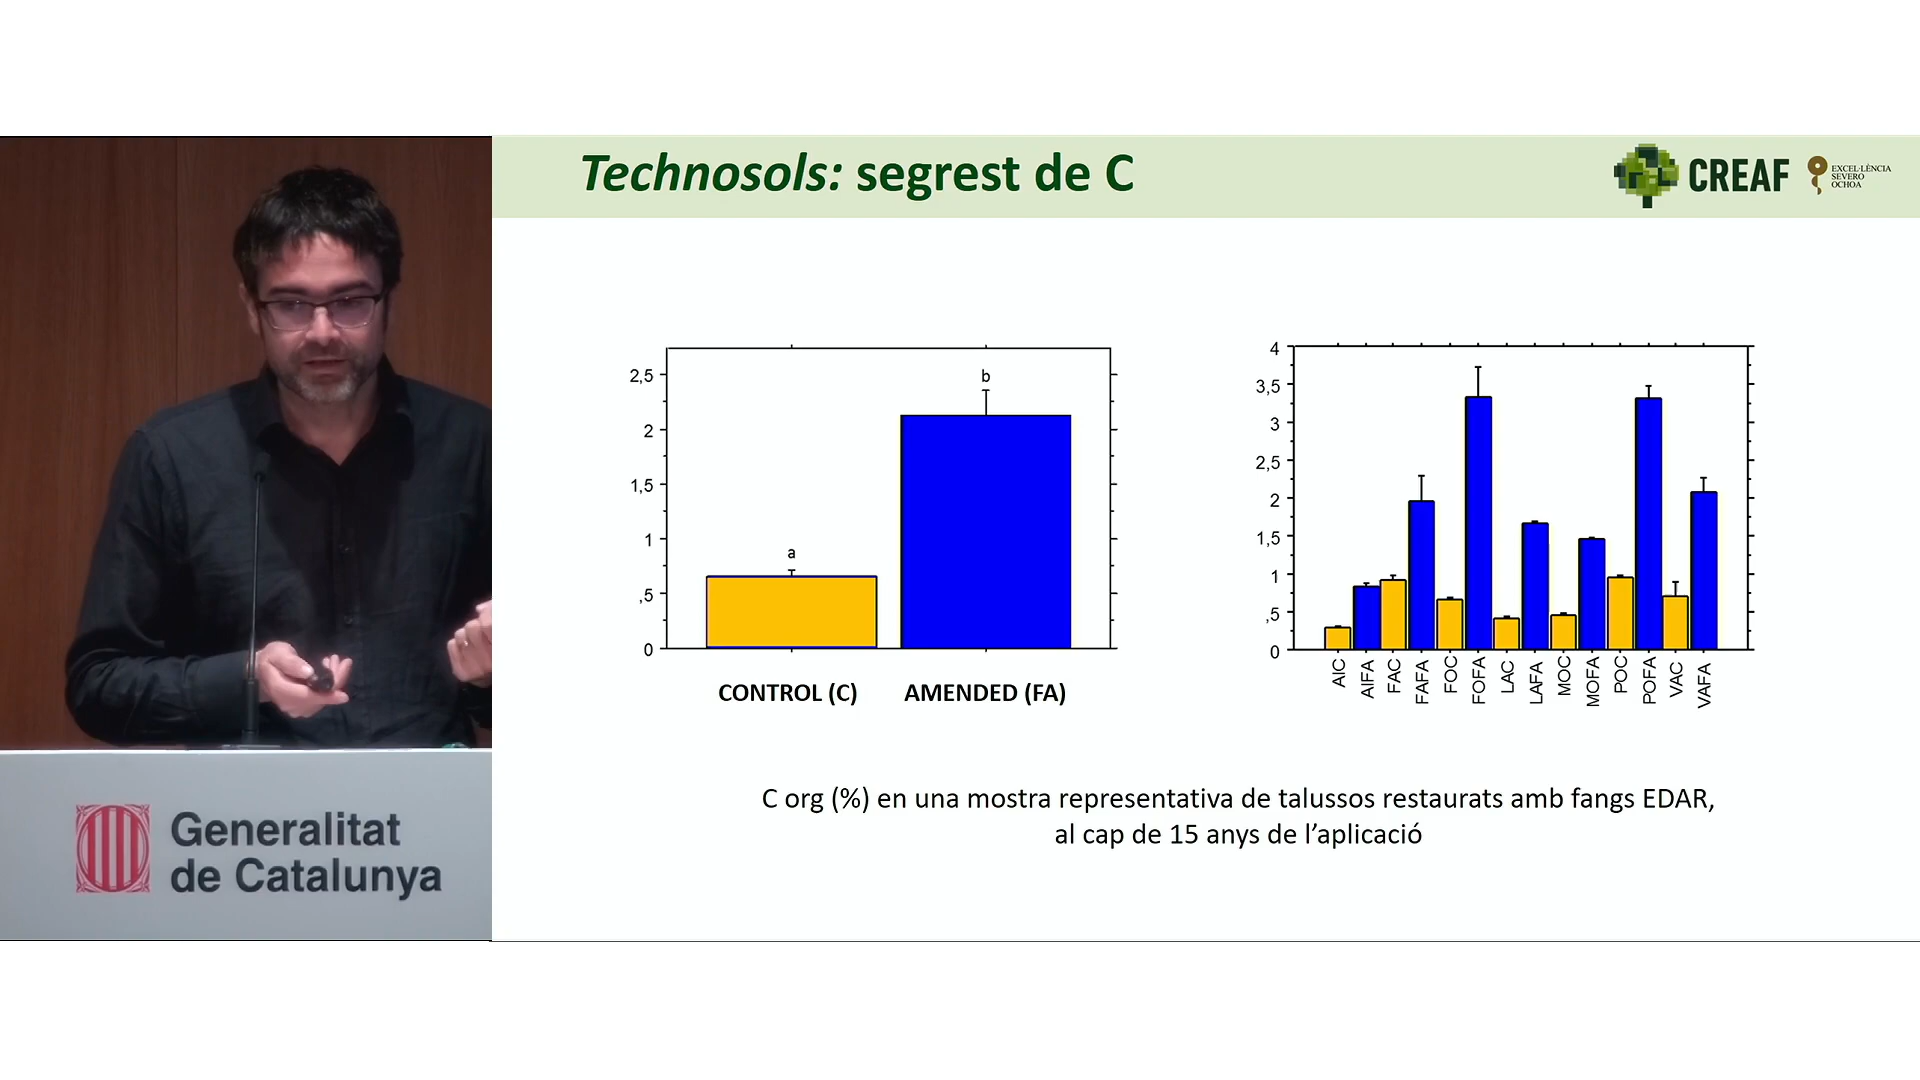 Technosols: segrest de C
CREAF
EXCEL·LÈNCIA
SEVERO
OCHOA
2,5
2
1,5
1
,5
0
a
b
CONTROL (C)
AMENDED (FA)
4
3,5
3
2,5
2
1,5
1
,5
0
AIC
AIFA
FAC
FAFA
FOC
FOFA
LAC
LAFA
MOC
MOFA
POC
POFA
VAC
VAFA
C org (%) en una mostra representativa de talussos restaurats amb fangs EDAR,
al cap de 15 anys de l’aplicació
Generalitat
de Catalunya